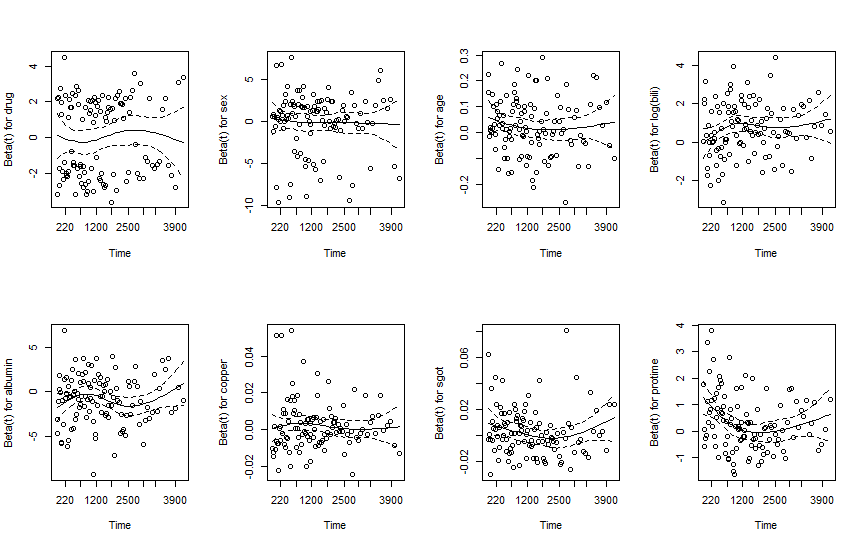 Beta(t) for drug
4
2
0
-2
220 1200 2500 3900
Time
Beta(t) for sex
5
0
-5
-10
220 1200 2500 3900
Time
Beta(t) for age
0.3
0.2
0.1
0.0
-0.2
220 1200 2500 3900
Time
Beta(t) for log(bili)
4
2
0
-2
220 1200 2500 3900
Time
Beta(t) for albumin
5
0
-5
220 1200 2500 3900
Time
Beta(t) for copper
0.04
0.02
0.00
-0.02
220 1200 2500 3900
Time
Beta(t) for sgot
0.06
0.02
-0.02
220 1200 2500 3900
Time
Beta(t) for protime
4
3
2
1
0
-1
220 1200 2500 3900
Time